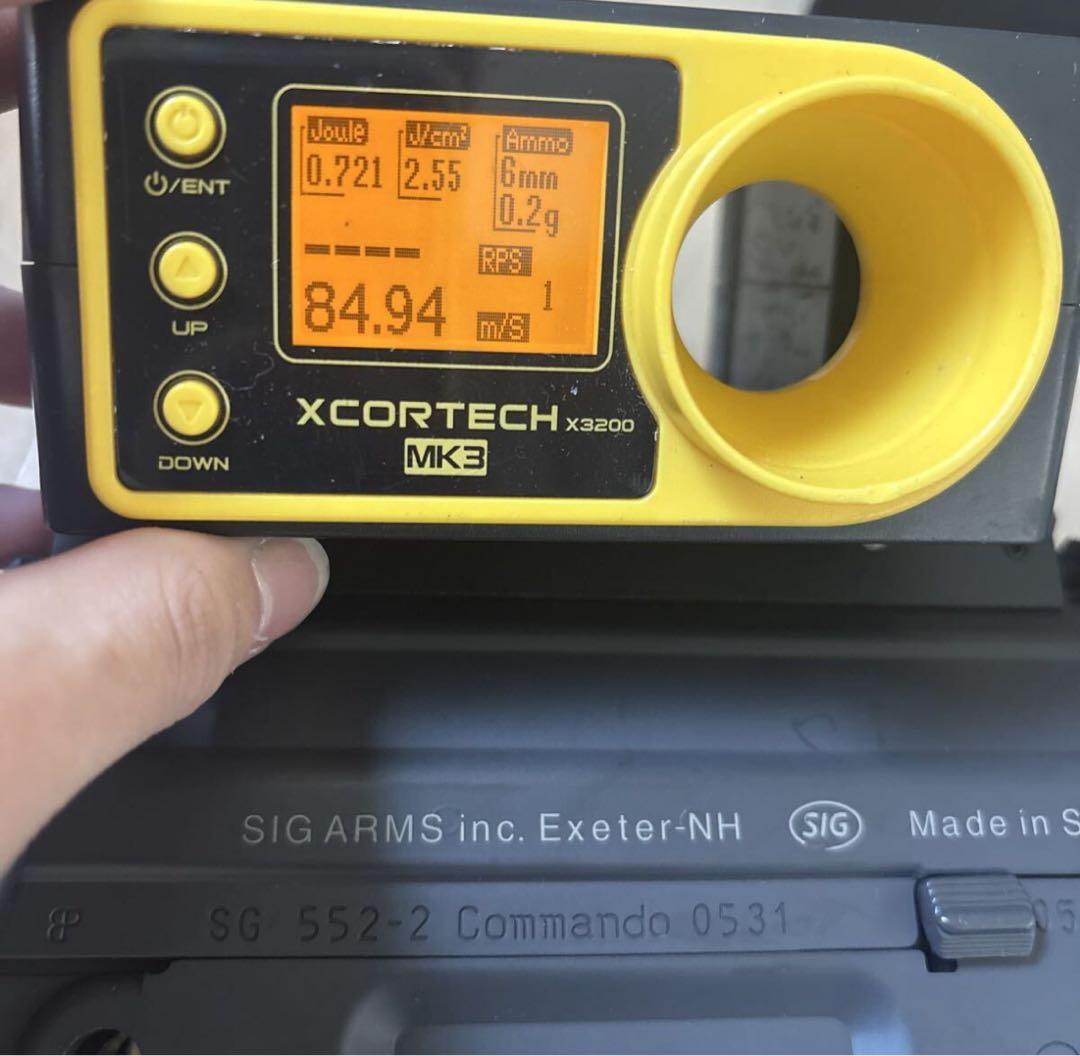 Joule J/cm² Ammo
0.721 2.55 6mm
0.2g
---- RPS
1
84.94 m/s
⏻/ENT
UP
DOWN
XCORTECH X3200
MK3
SIG ARMS inc. Exeter-NH SIG Made in S
SG 552-2 Commando 0531 05